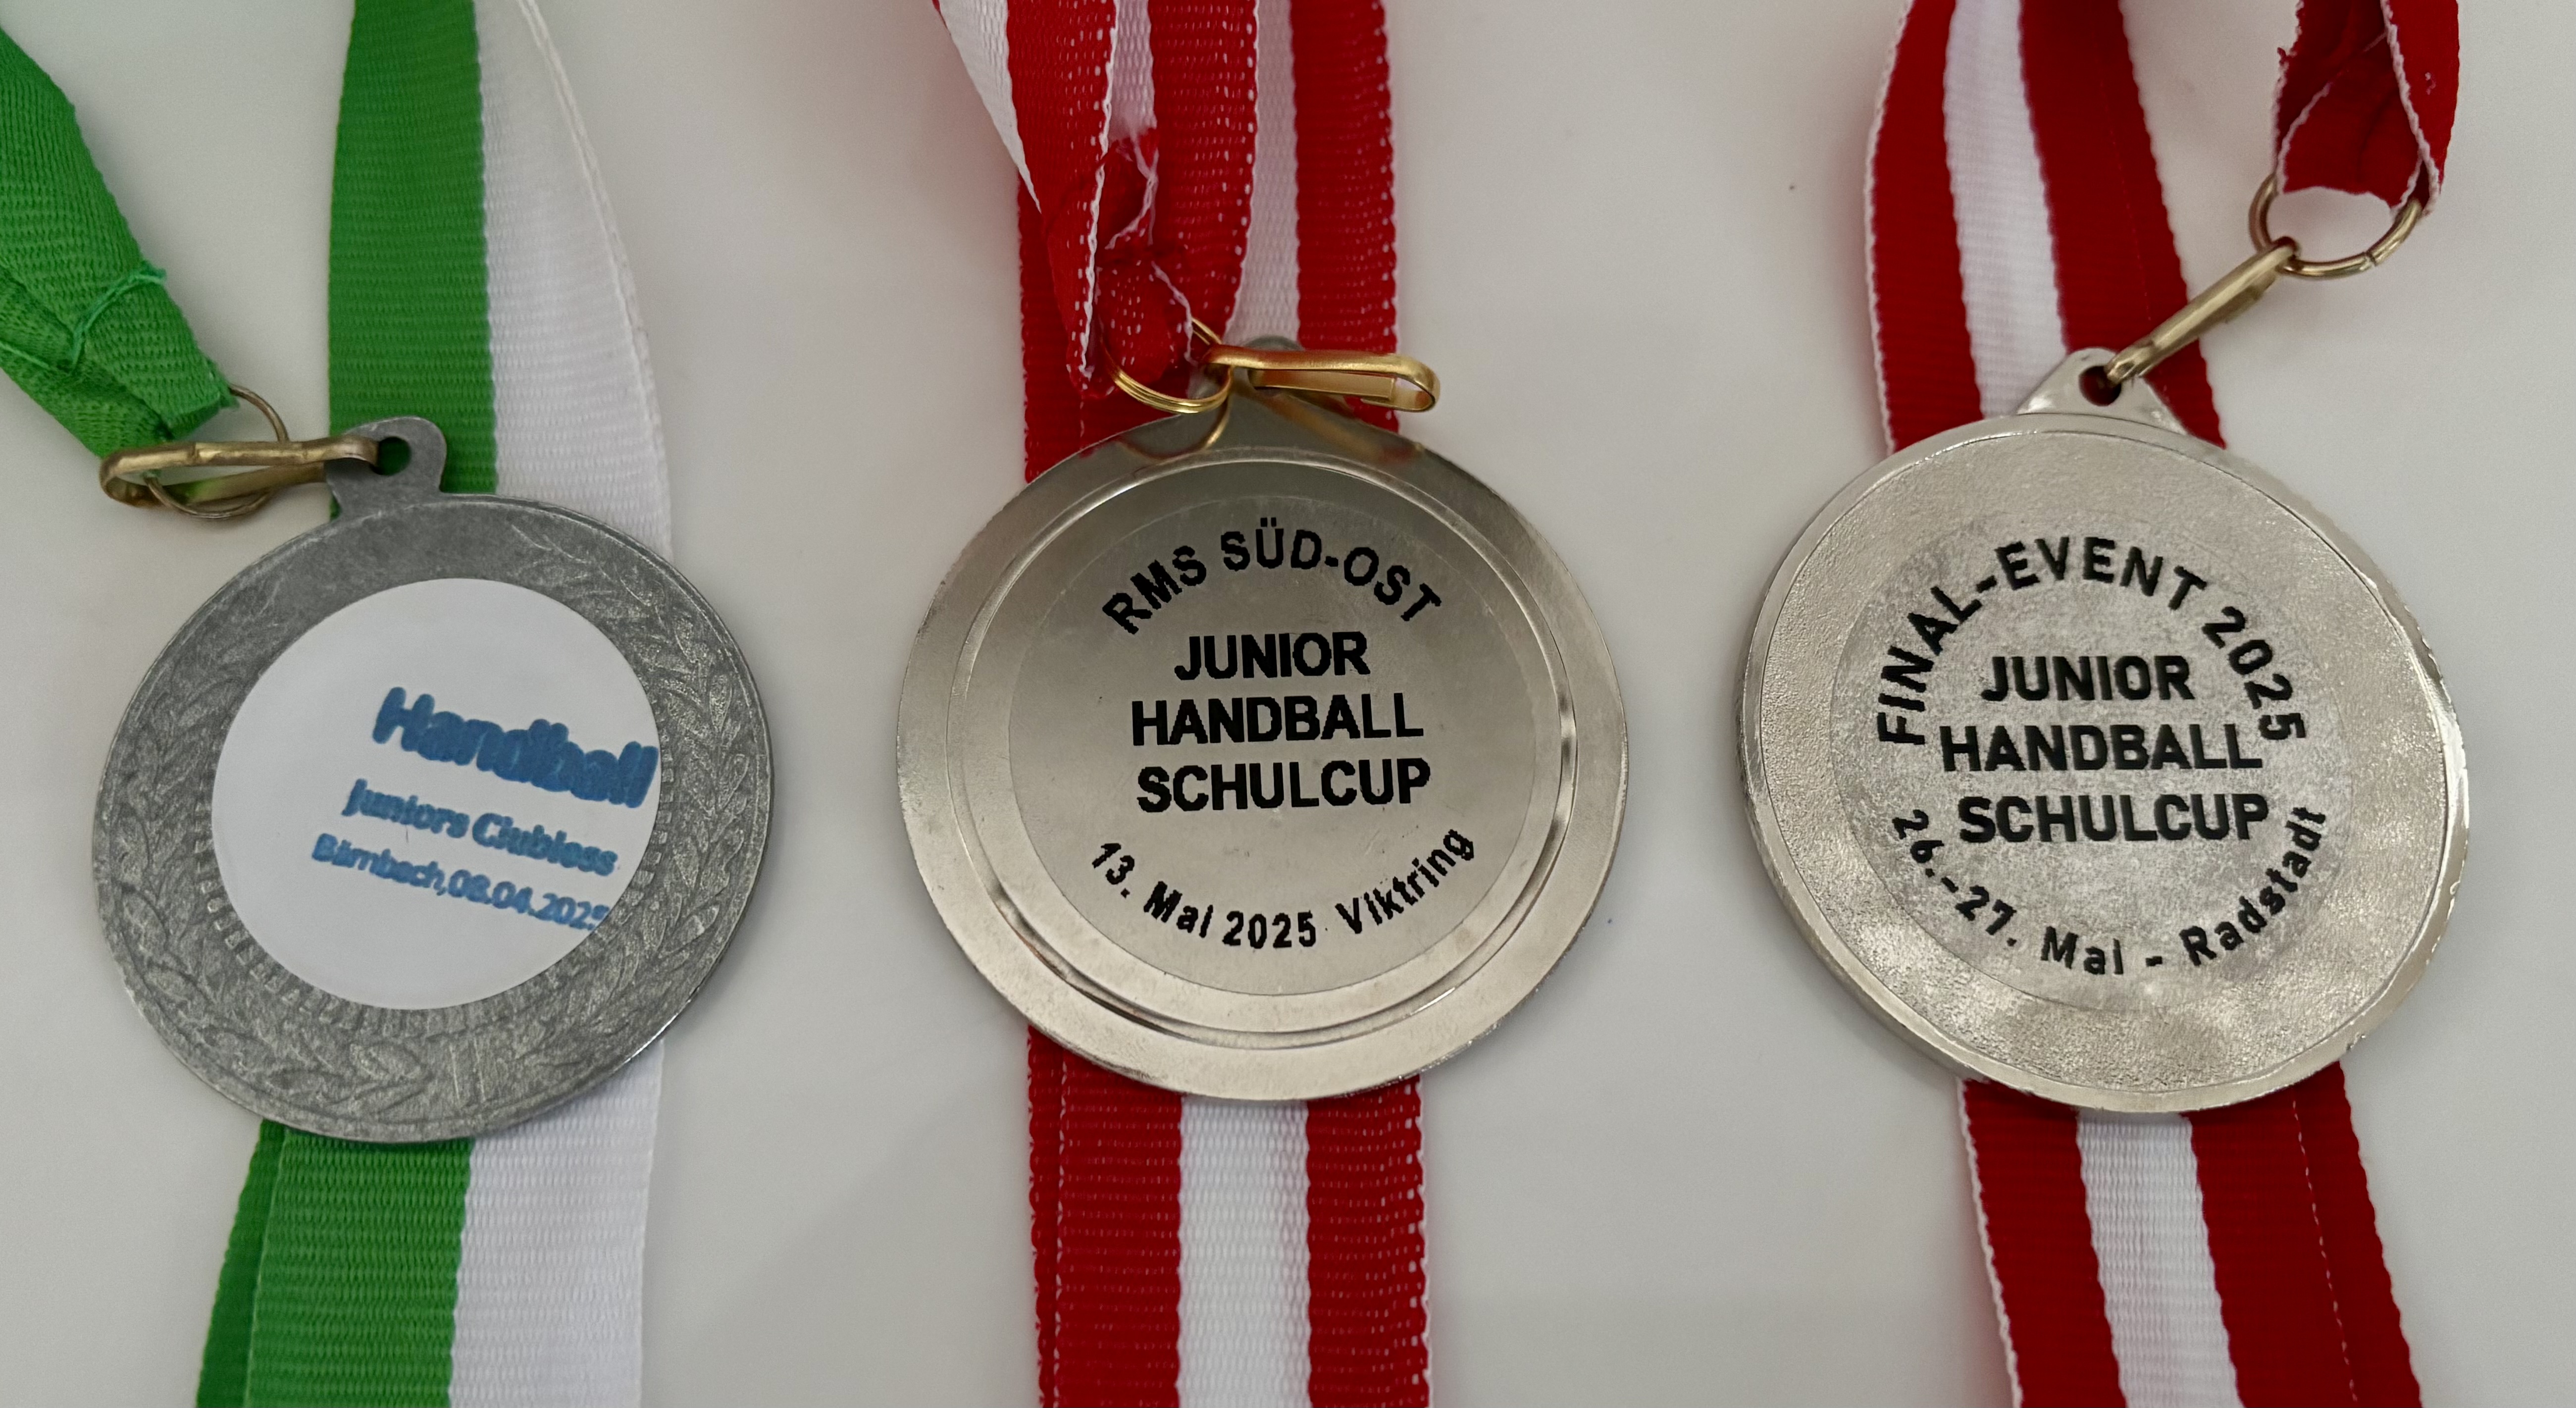 Handball
Juniors Clubless
Bärnbach,08.04.2025
RMS SÜD-OST
JUNIOR
HANDBALL
SCHULCUP
13. Mai 2025 Viktring
FINAL-EVENT 2025
JUNIOR
HANDBALL
SCHULCUP
26.-27. Mai - Radstadt